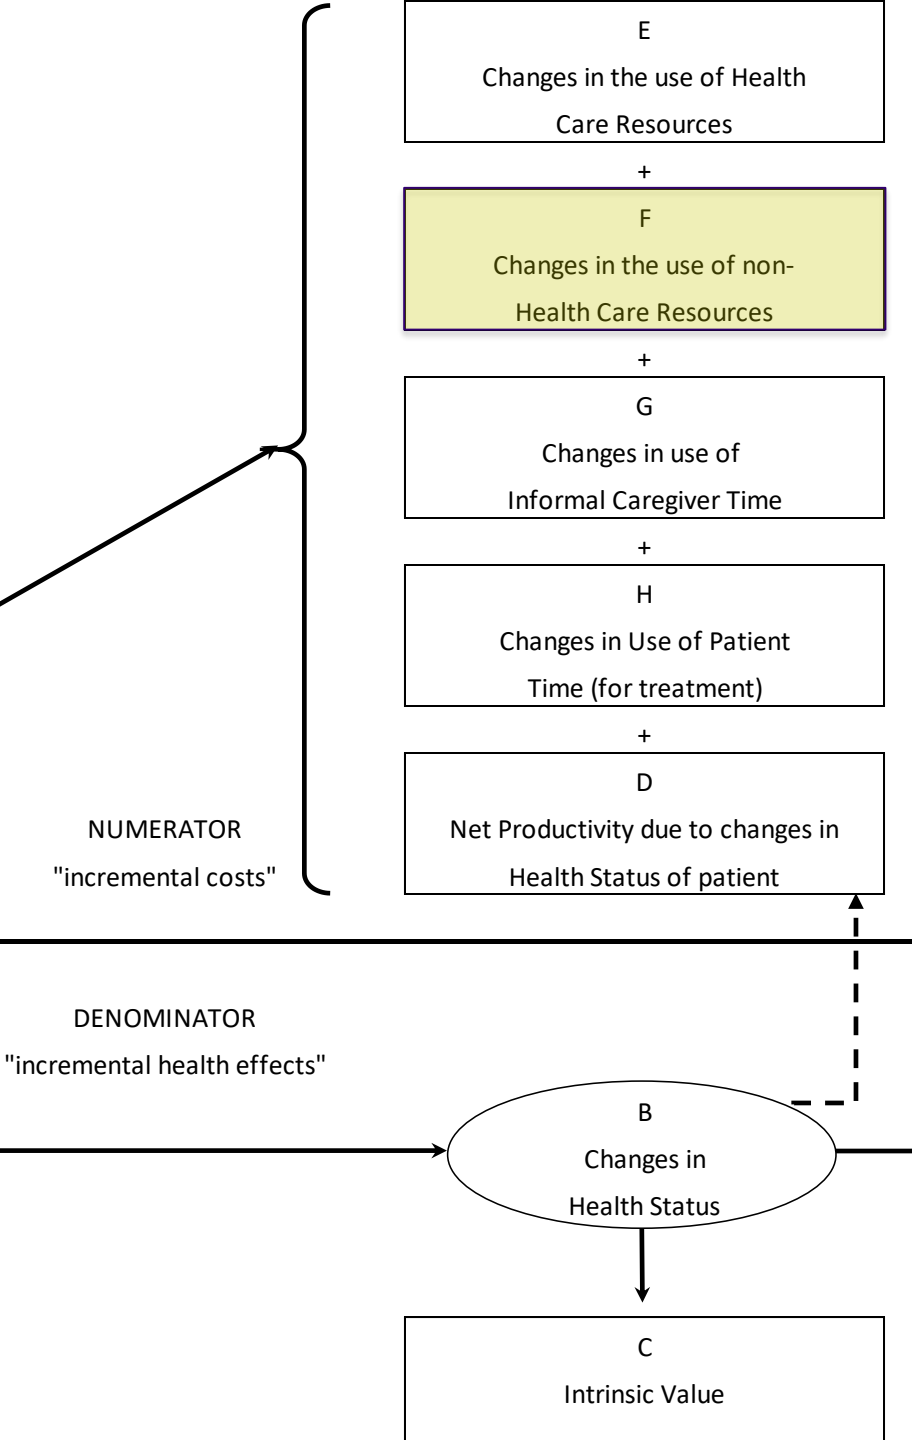 E
Changes in the use of Health
Care Resources
+
F
Changes in the use of non-
Health Care Resources
+
G
Changes in use of
Informal Caregiver Time
+
H
Changes in Use of Patient
Time (for treatment)
+
D
Net Productivity due to changes in
Health Status of patient
NUMERATOR
"incremental costs"
DENOMINATOR
"incremental health effects"
B
Changes in
Health Status
C
Intrinsic Value